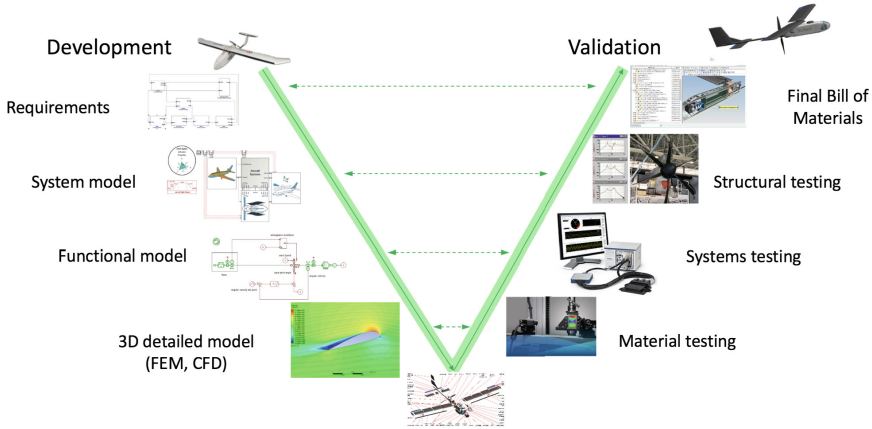 Development
Validation
Requirements
Final Bill of
Materials
System model
Structural testing
Functional model
Systems testing
3D detailed model
(FEM, CFD)
Material testing